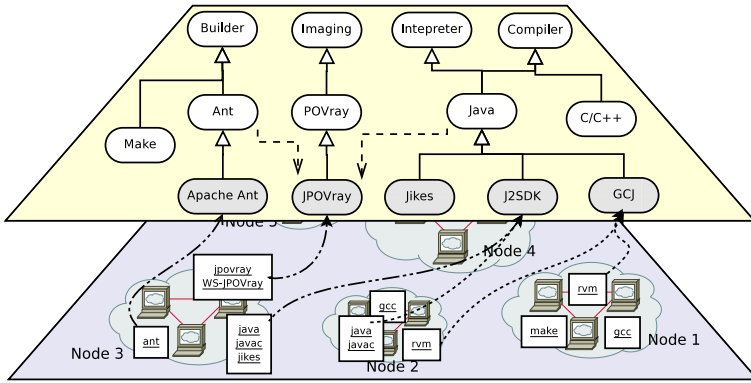 Builder
Imaging
Intepreter
Compiler
Ant
POVray
Java
C/C++
Make
Apache Ant
JPOVray
Jikes
J2SDK
GCJ
Node 5
Node 4
jpovray
WS-JPOVray
rvm
gcc
java
javac
jikes
java
javac
make
gcc
ant
rvm
Node 3
Node 2
Node 1